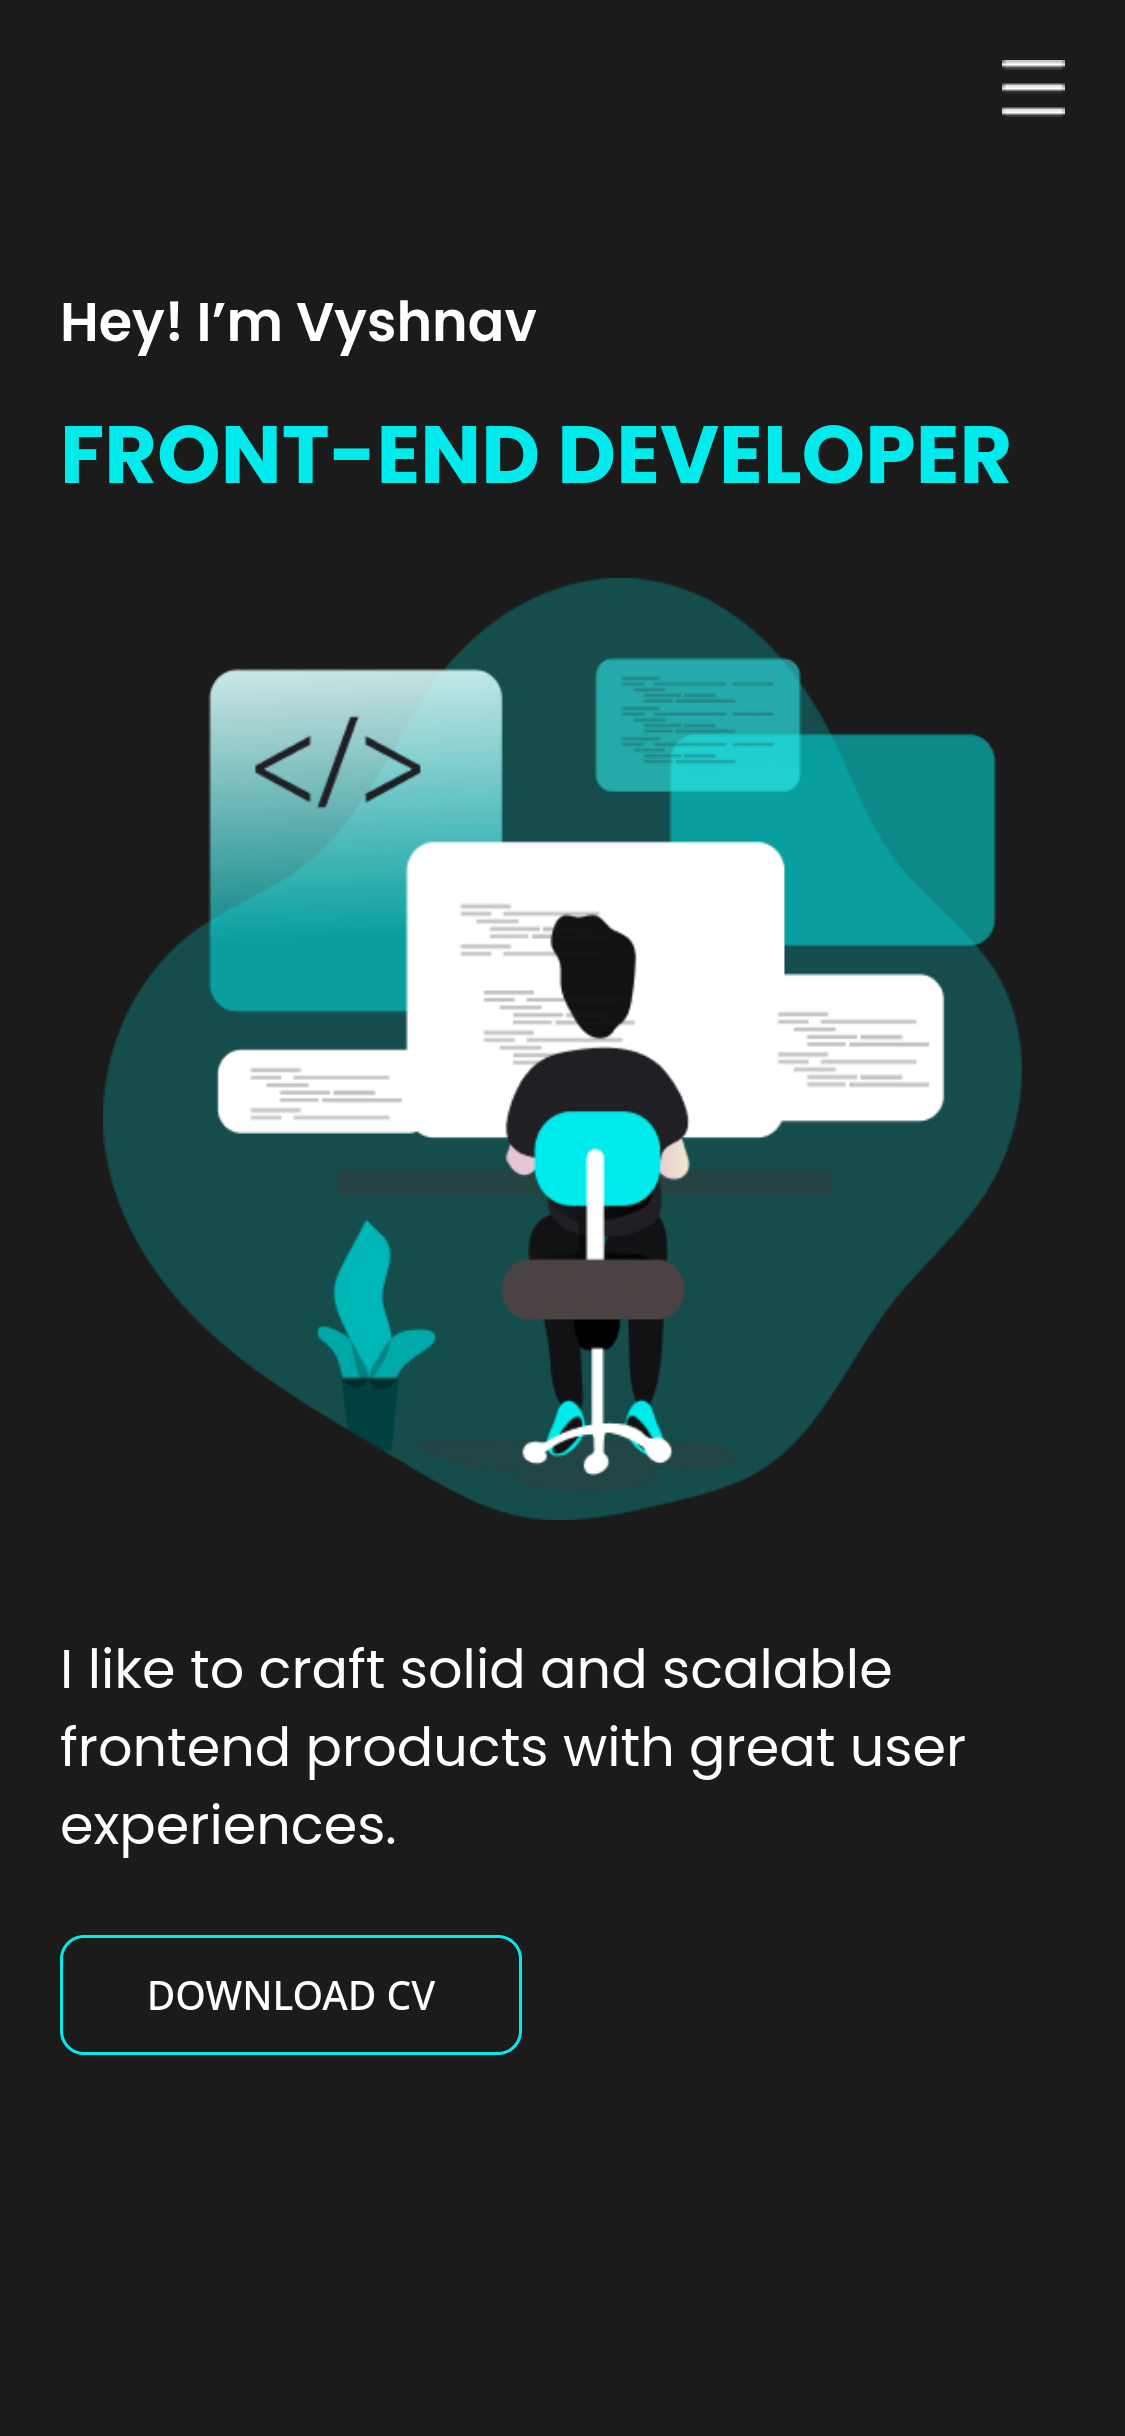 Hey! I’m Vyshnav
FRONT-END DEVELOPER
</>
I like to craft solid and scalable
frontend products with great user
experiences.
DOWNLOAD CV